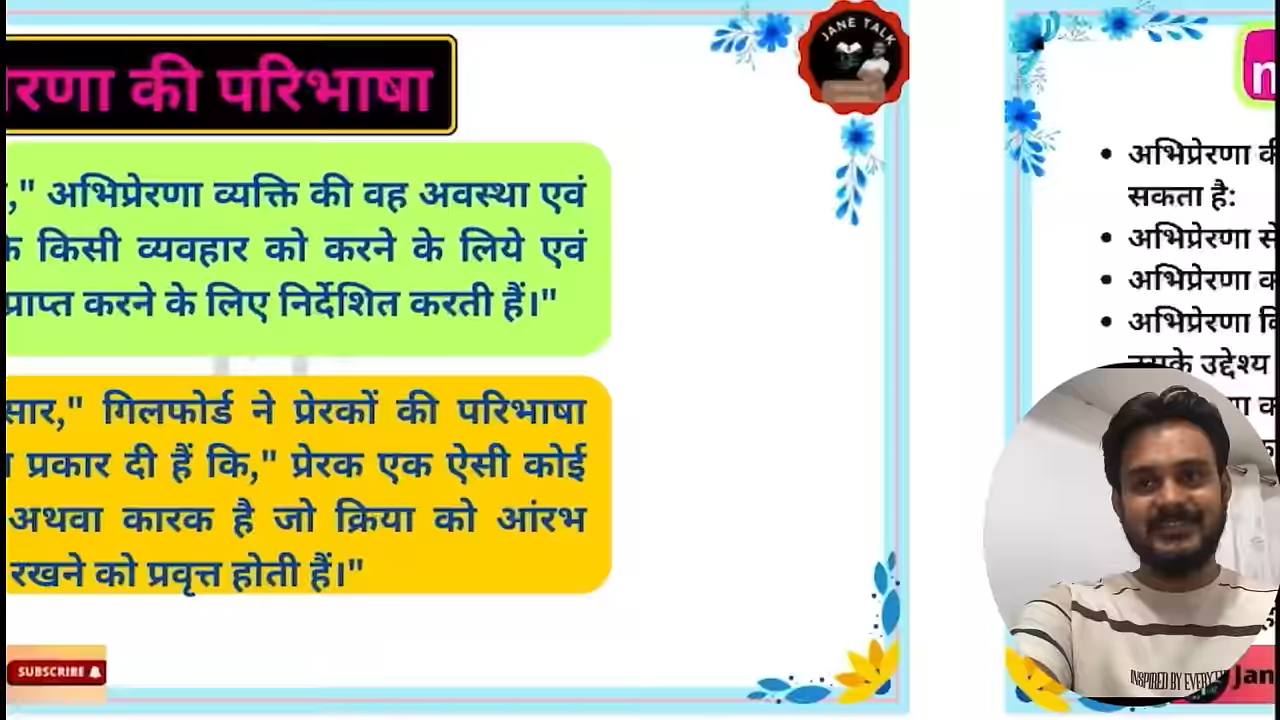 रणा की परिभाषा
JANE TALK
," अभिप्रेरणा व्यक्ति की वह अवस्था एवं
किसी व्यवहार को करने के लिये एवं
प्राप्त करने के लिए निर्देशित करती हैं।"
सार," गिलफोर्ड ने प्रेरकों की परिभाषा
प्रकार दी हैं कि," प्रेरक एक ऐसी कोई
अथवा कारक है जो क्रिया को आंरभ
रखने को प्रवृत्त होती हैं।"
SUBSCRIBE
अभिप्रेरणा
सकता है:
अभिप्रेरणा से
अभिप्रेरणा
अभिप्रेरणा
उसके उद्देश्य
INSPIRED BY
Jan